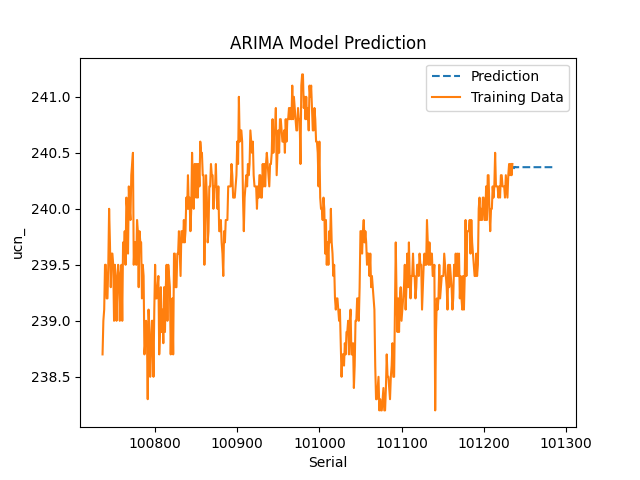 ARIMA Model Prediction
Prediction
Training Data
241.0
240.5
240.0
239.5
239.0
238.5
ucn_
100800 100900 101000 101100 101200 101300
Serial